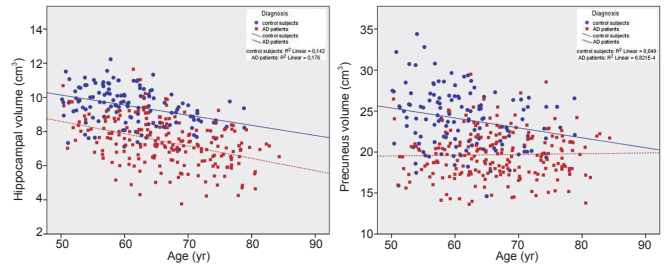 Diagnosis
control subjects
AD patients
control subjects
AD patients
control subjects: R2 Linear = 0,142
AD patients: R2 Linear = 0,176
14
12
10
8
6
4
2
Hippocampal volume (cm3)
50
60
70
80
90
Age (yr)
Diagnosis
control subjects
AD patients
control subjects
AD patients
control subjects: R2 Linear = 0,049
AD patients: R2 Linear = 6,821E-4
35
30
25
20
15
10
Precuneus volume (cm3)
50
60
70
80
90
Age (yr)